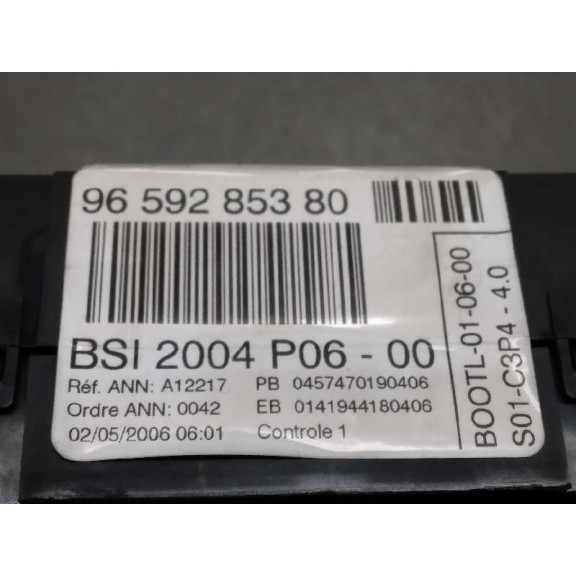 96 592 853 80
BSI 2004 P06 - 00
Réf. ANN: A12217 PB 0457470190406
Ordre ANN: 0042 EB 0141944180406
02/05/2006 06:01 Controle 1
BOOTL-01-06-00
S01-C3P4 - 4.0